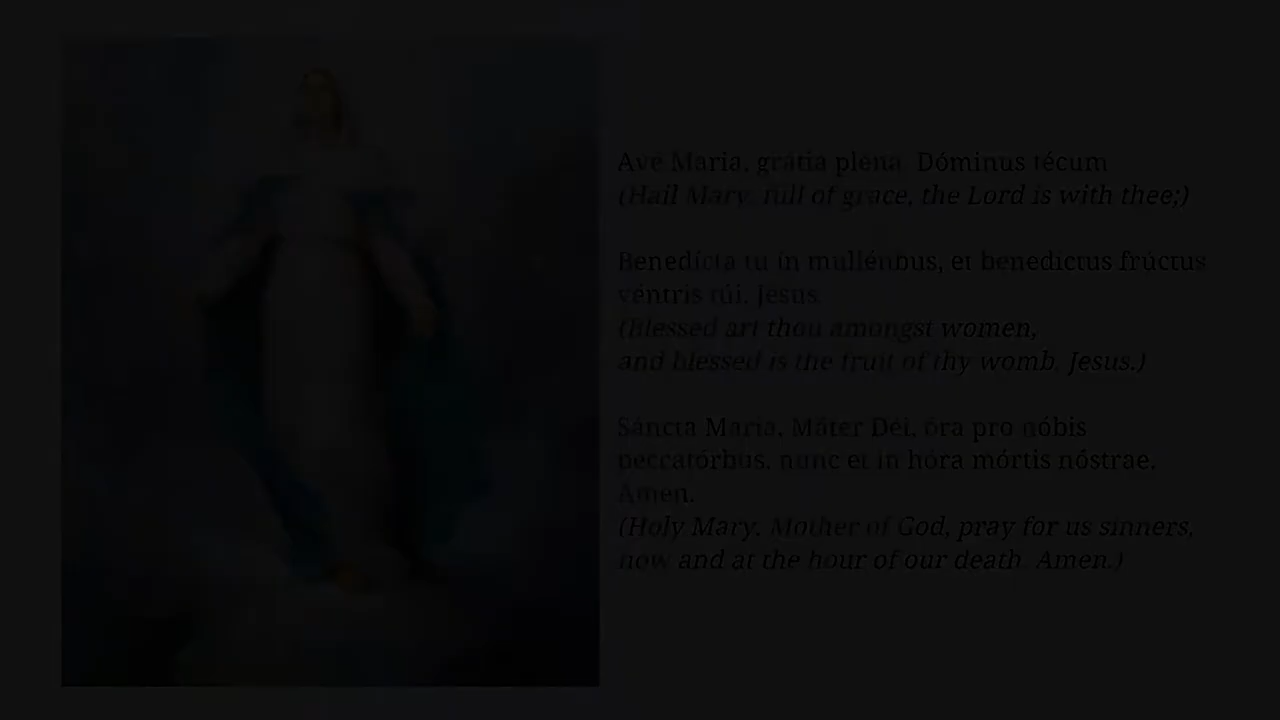 Ave Maria, grátia pléna, Dóminus técum
(Hail Mary, full of grace, the Lord is with thee;)
Benedícta tu in muliéribus, et benedíctus frúctus
véntris túi, Jesus.
(Blessed art thou amongst women,
and blessed is the fruit of thy womb, Jesus.)
Sáncta María, Máter Déi, óra pro nóbis
peccatórbus, nunc et in hóra mórtis nóstrae.
Amen.
(Holy Mary, Mother of God, pray for us sinners,
now and at the hour of our death. Amen.)